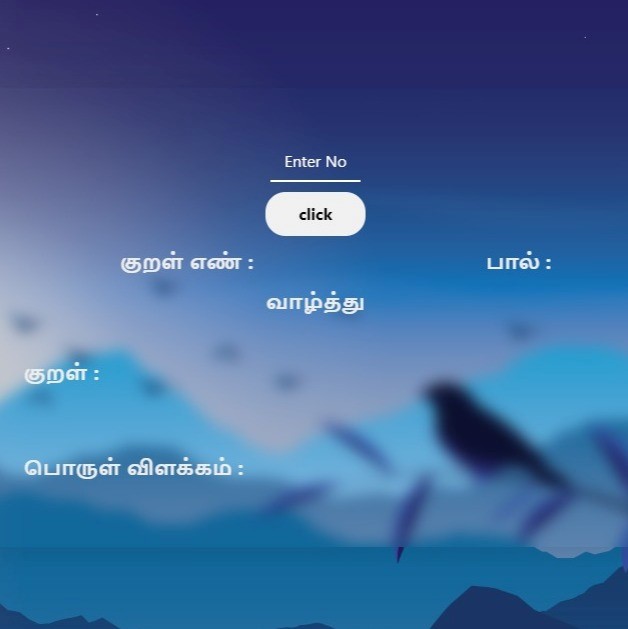 Enter No
click
குறள் எண் : பால் :
வாழ்த்து
குறள் :
பொருள் விளக்கம் :